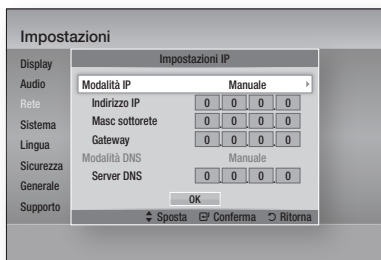 Impostazioni
Display
Audio
Rete
Sistema
Lingua
Sicurezza
Generale
Supporto
Impostazioni IP
Modalità IP Manuale
Indirizzo IP 0 . 0 . 0 . 0
Masc sottorete 0 . 0 . 0 . 0
Gateway 0 . 0 . 0 . 0
Modalità DNS Manuale
Server DNS 0 . 0 . 0 . 0
OK
Sposta Conferma Ritorna